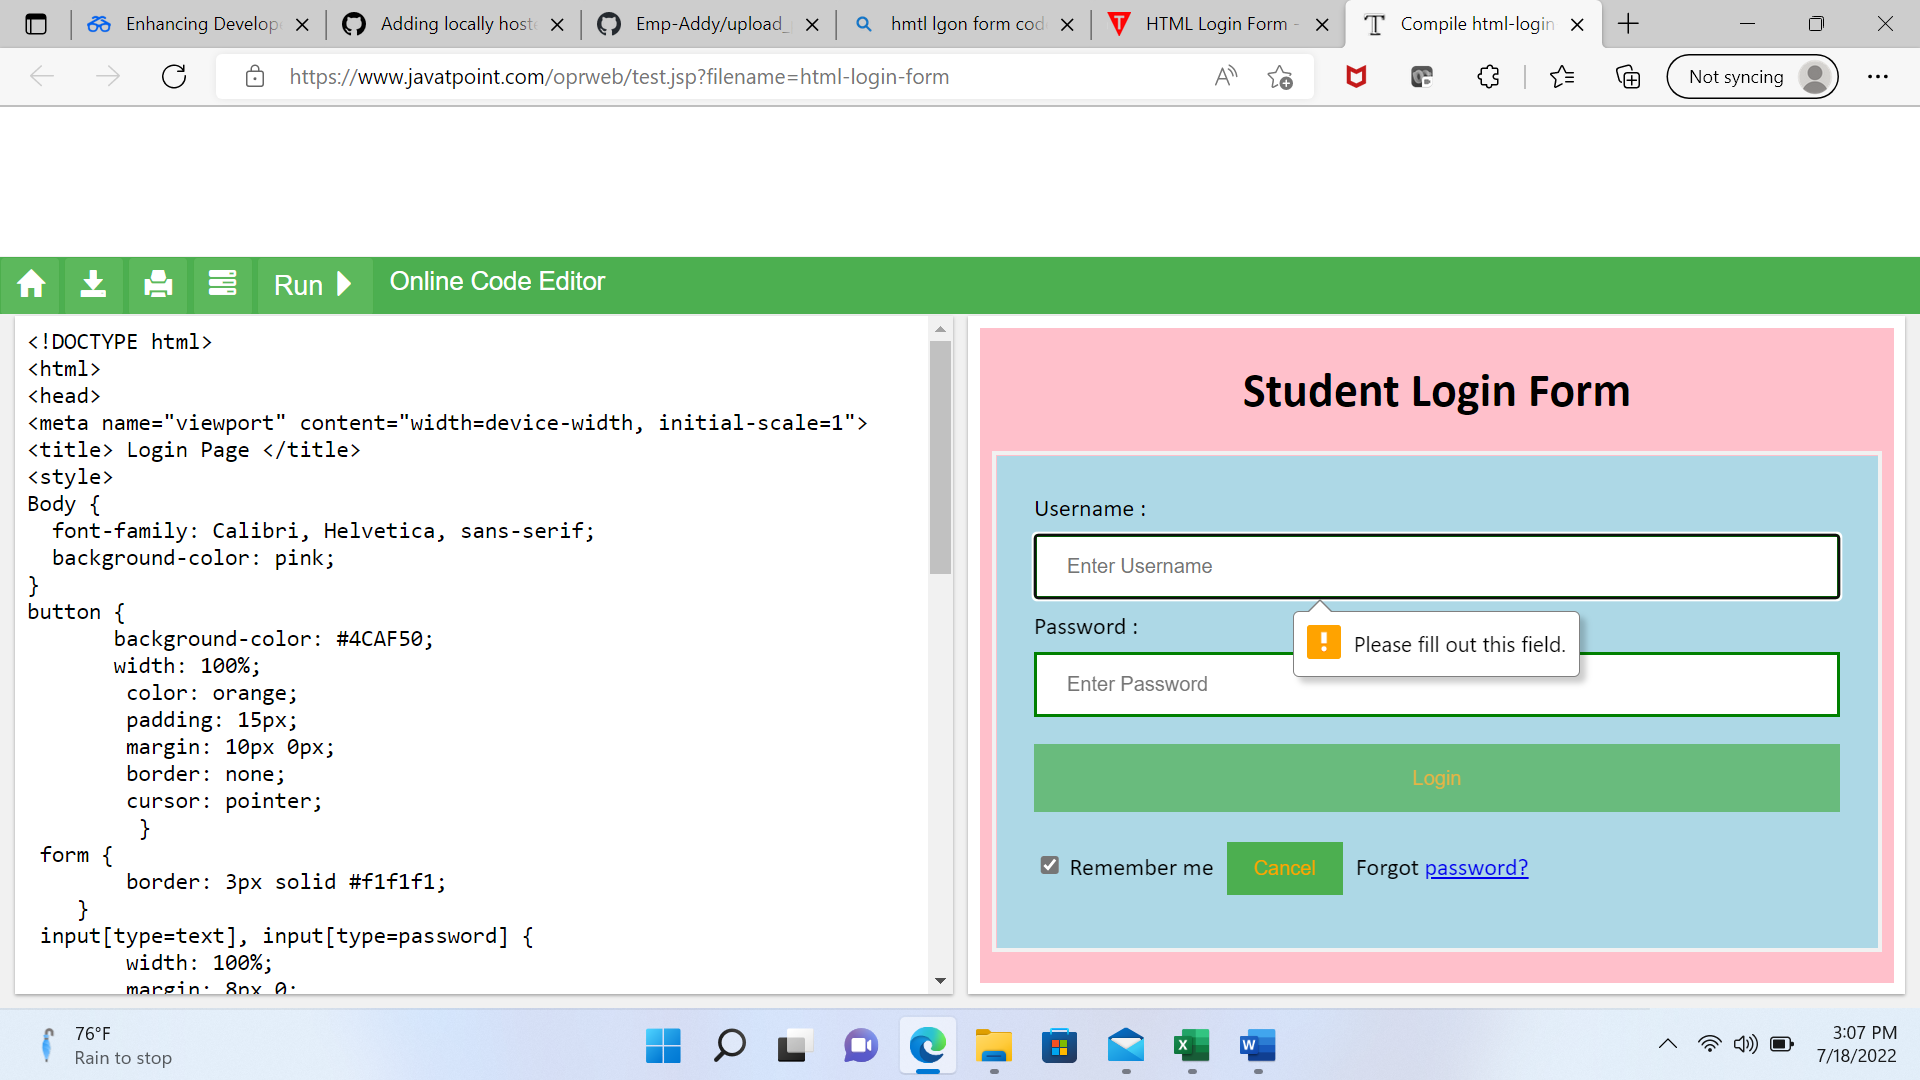 Enhancing Develop
Adding locally host
Emp-Addy/upload_
hmtl lgon form cod
HTML Login Form -
Compile html-login
https://www.javatpoint.com/oprweb/test.jsp?filename=html-login-form
Not syncing
Run
Online Code Editor
<!DOCTYPE html>
<html>
<head>
<meta name="viewport" content="width=device-width, initial-scale=1">
<title> Login Page </title>
<style>
Body {
font-family: Calibri, Helvetica, sans-serif;
background-color: pink;
}
button {
background-color: #4CAF50;
width: 100%;
color: orange;
padding: 15px;
margin: 10px 0px;
border: none;
cursor: pointer;
}
form {
border: 3px solid #f1f1f1;
}
input[type=text], input[type=password] {
width: 100%;
margin: 8px 0;
Student Login Form
Username :
Enter Username
Password :
Please fill out this field.
Enter Password
Login
Remember me
Cancel
Forgot password?
76°F
Rain to stop
3:07 PM
7/18/2022